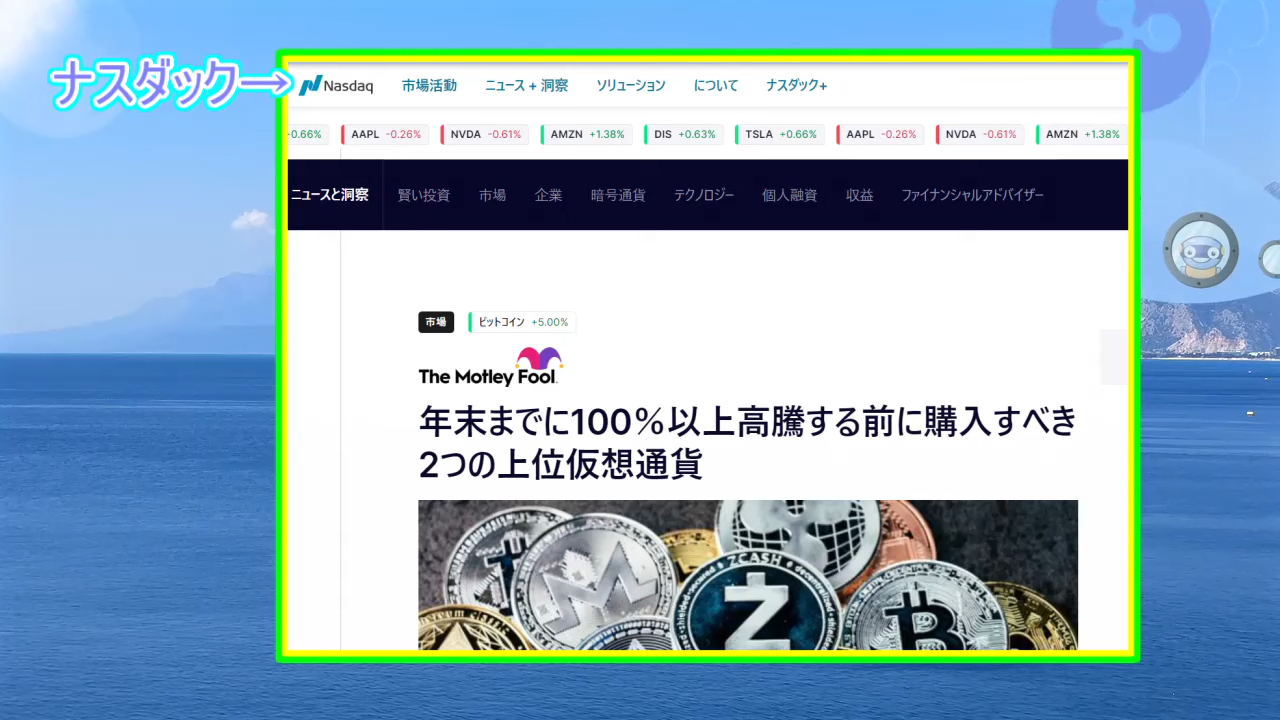 ナスダック→
Nasdaq 市場活動 ニュース + 洞察 ソリューション について ナスダック+
-0.66% AAPL -0.26% NVDA -0.61% AMZN +1.38% DIS +0.63% TSLA +0.66% AAPL -0.26% NVDA -0.61% AMZN +1.38%
ニュースと洞察 賢い投資 市場 企業 暗号通貨 テクノロジー 個人融資 収益 ファイナンシャルアドバイザー
市場 ビットコイン +5.00%
The Motley Fool.
年末までに100%以上高騰する前に購入すべき
2つの上位仮想通貨
ZCASH